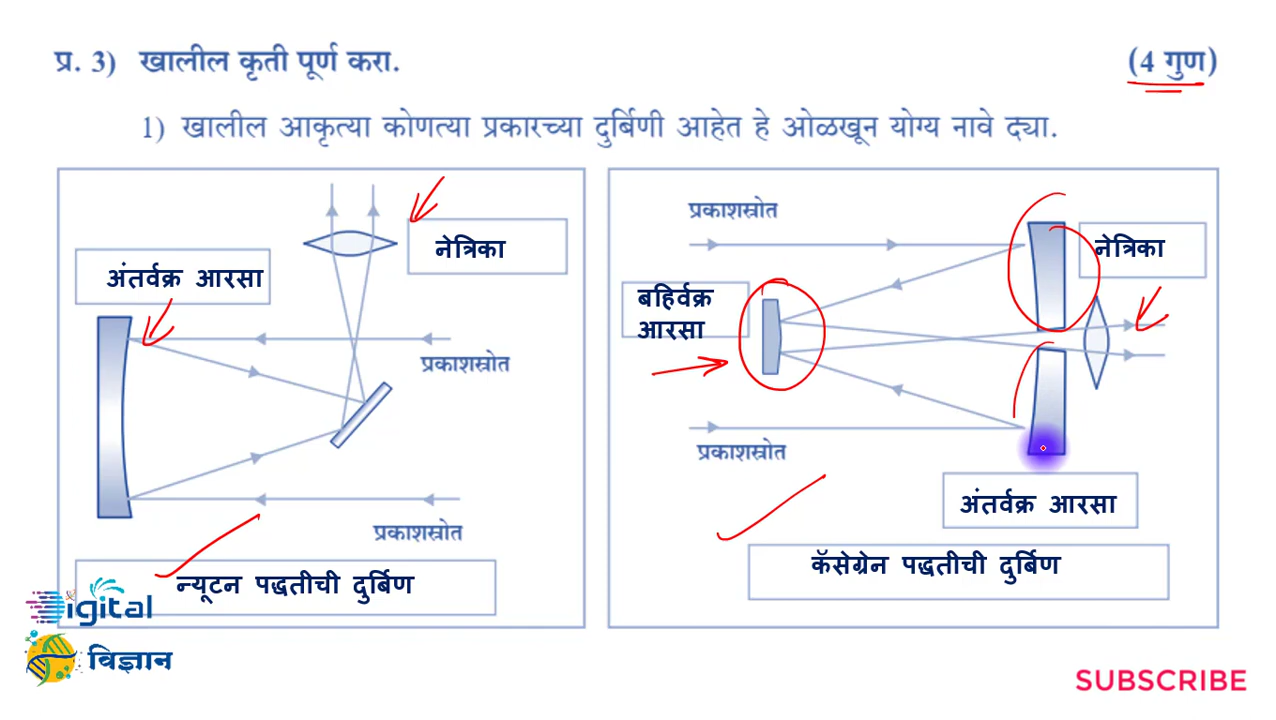 प्र. 3) खालील कृती पूर्ण करा. (4 गुण)
1) खालील आकृत्या कोणत्या प्रकारच्या दुर्बिणी आहेत हे ओळखून योग्य नावे द्या.
नेत्रिका
अंतर्वक्र आरसा
प्रकाशस्रोत
प्रकाशस्रोत
न्यूटन पद्धतीची दुर्बिण
प्रकाशस्रोत
नेत्रिका
बहिर्वक्र
आरसा
प्रकाशस्रोत
अंतर्वक्र आरसा
कॅसेग्रेन पद्धतीची दुर्बिण
Digital
विज्ञान
SUBSCRIBE